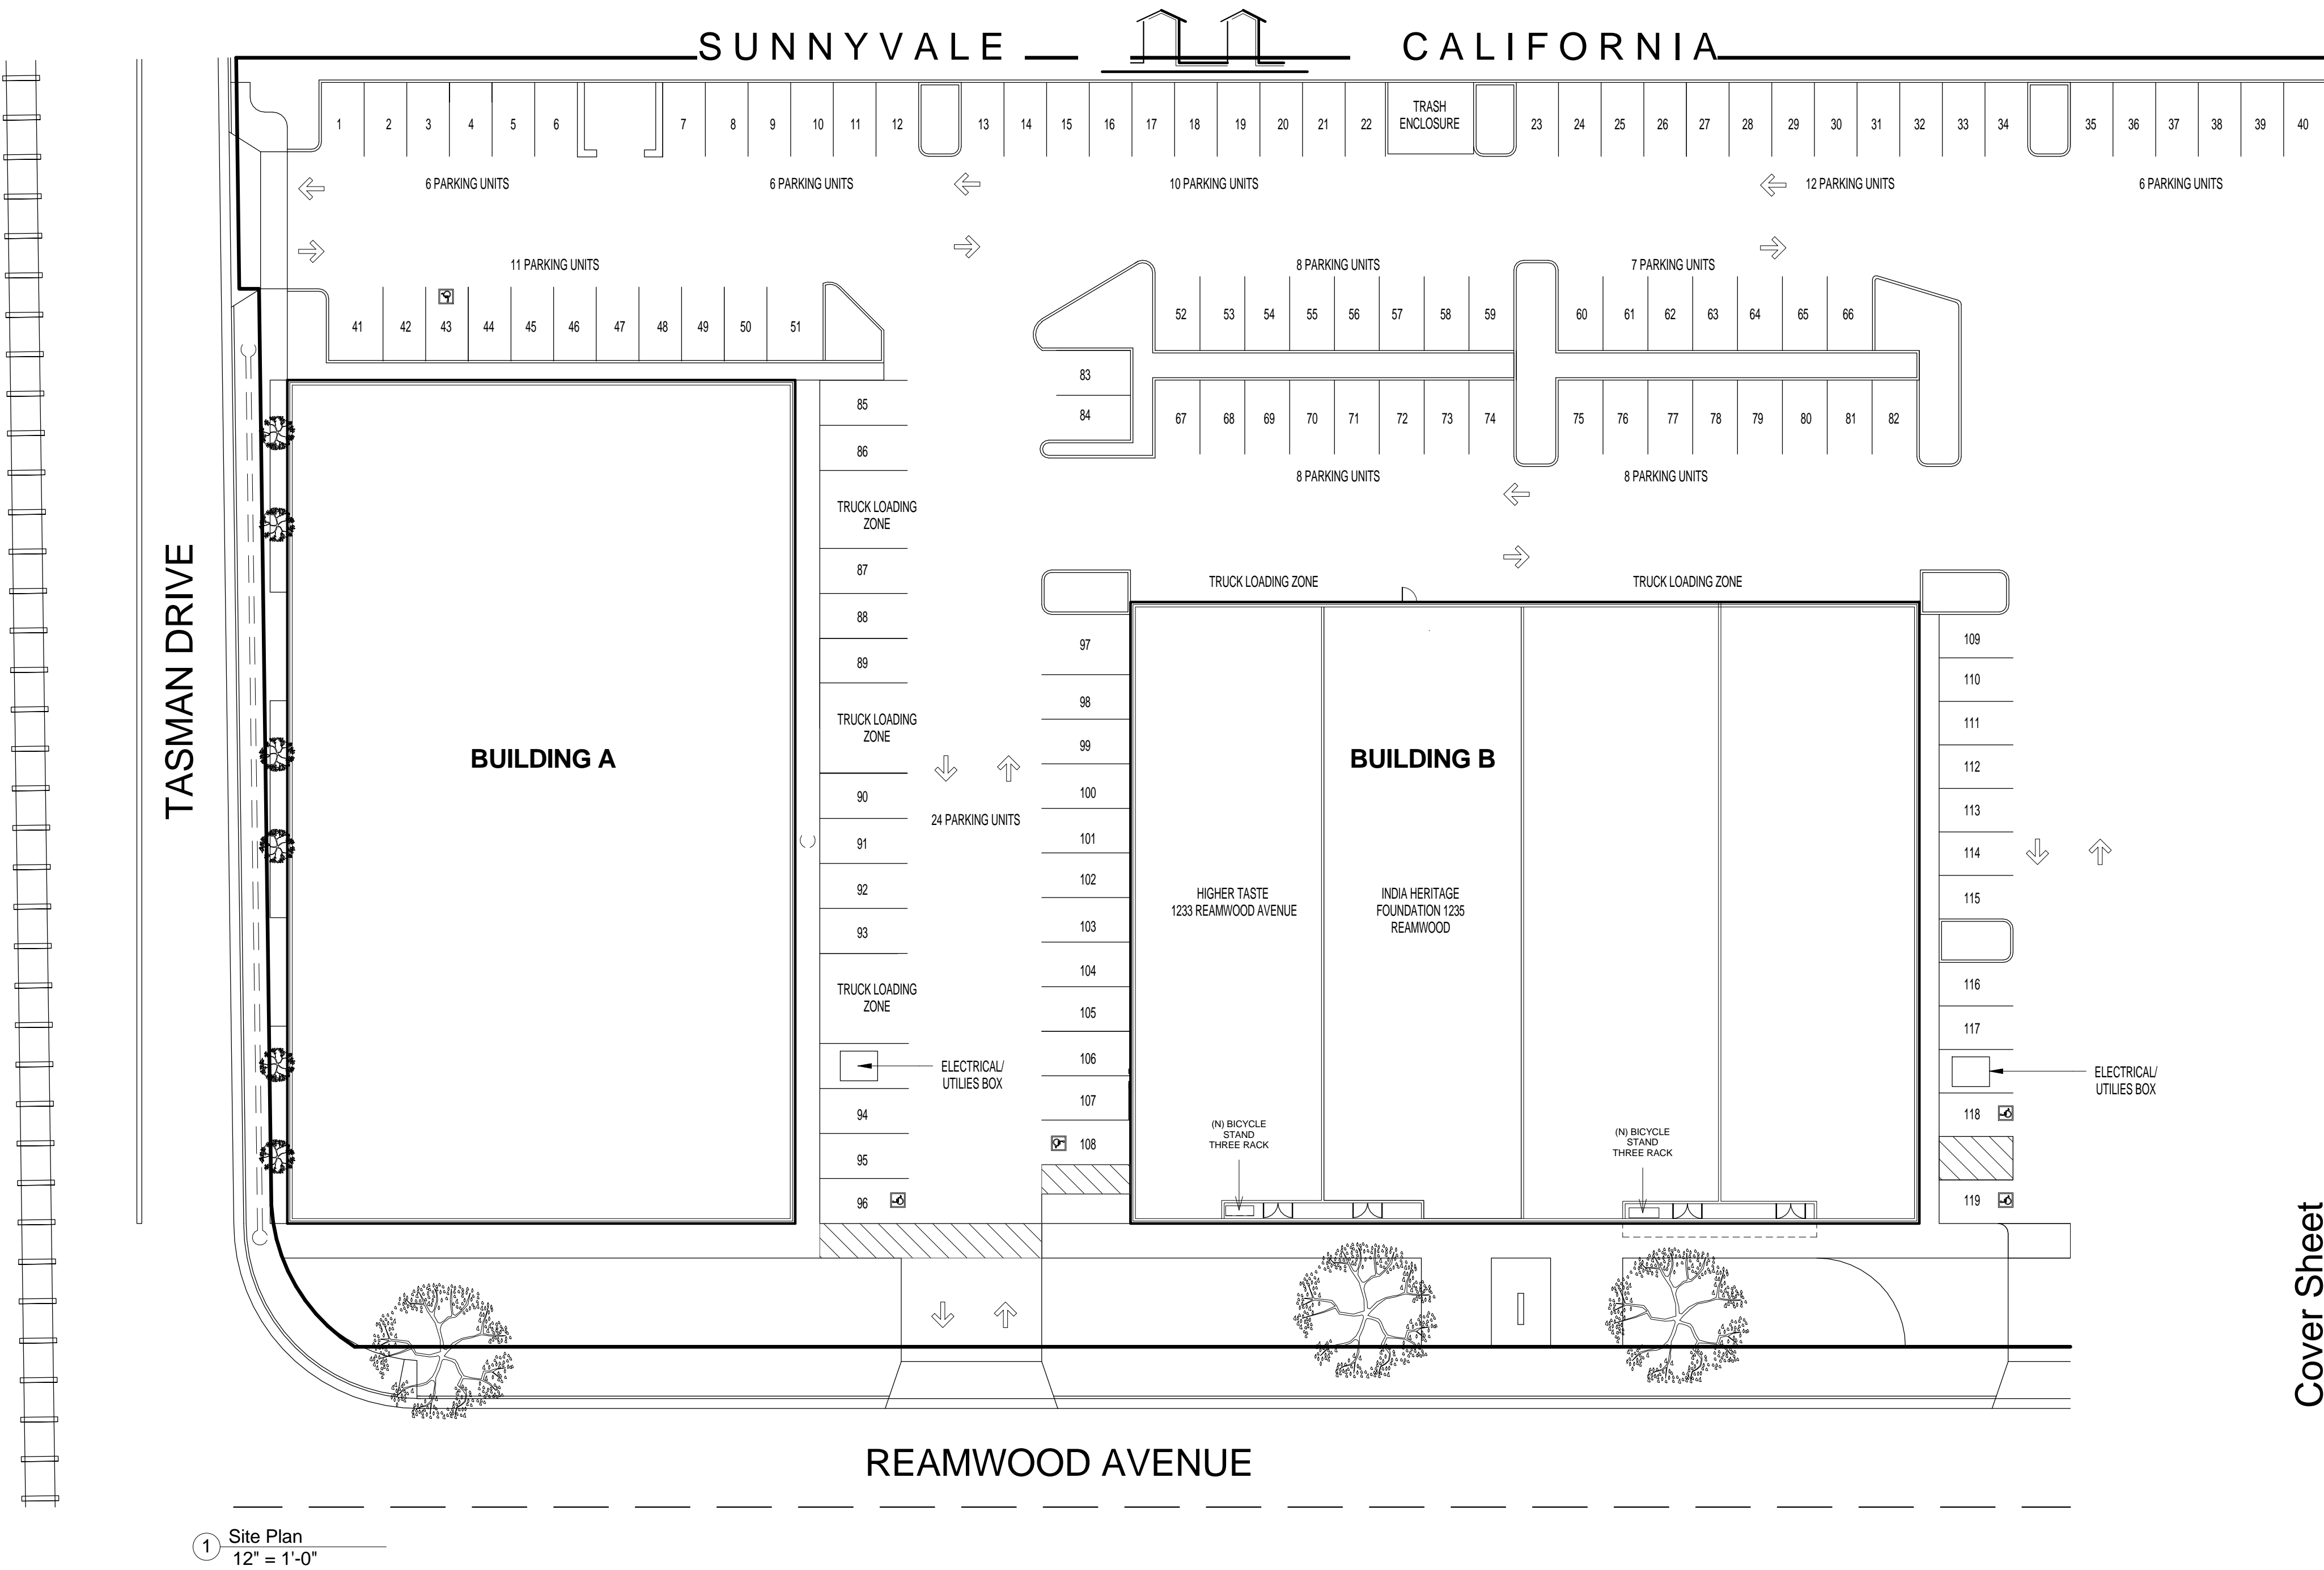 SUNNYVALE CALIFORNIA
1 2 3 4 5 6 7 8 9 10 11 12 13 14 15 16 17 18 19 20 21 22
TRASH
ENCLOSURE
23 24 25 26 27 28 29 30 31 32 33 34 35 36 37 38 39 40
6 PARKING UNITS
6 PARKING UNITS
10 PARKING UNITS
12 PARKING UNITS
6 PARKING UNITS
11 PARKING UNITS
8 PARKING UNITS
7 PARKING UNITS
41 42 43 44 45 46 47 48 49 50 51
52 53 54 55 56 57 58 59 60 61 62 63 64 65 66
83
84
67 68 69 70 71 72 73 74 75 76 77 78 79 80 81 82
8 PARKING UNITS
8 PARKING UNITS
TASMAN DRIVE
BUILDING A
85
86
TRUCK LOADING
ZONE
87
88
89
TRUCK LOADING
ZONE
90
91
92
93
TRUCK LOADING
ZONE
94
95
96
24 PARKING UNITS
ELECTRICAL/
UTILIES BOX
97
98
99
100
101
102
103
104
105
106
107
108
TRUCK LOADING ZONE
TRUCK LOADING ZONE
BUILDING B
HIGHER TASTE
1233 REAMWOOD AVENUE
INDIA HERITAGE
FOUNDATION 1235
REAMWOOD
(N) BICYCLE
STAND
THREE RACK
(N) BICYCLE
STAND
THREE RACK
109
110
111
112
113
114
115
116
117
118
119
ELECTRICAL/
UTILIES BOX
Cover Sheet
REAMWOOD AVENUE
1 Site Plan
12" = 1'-0"